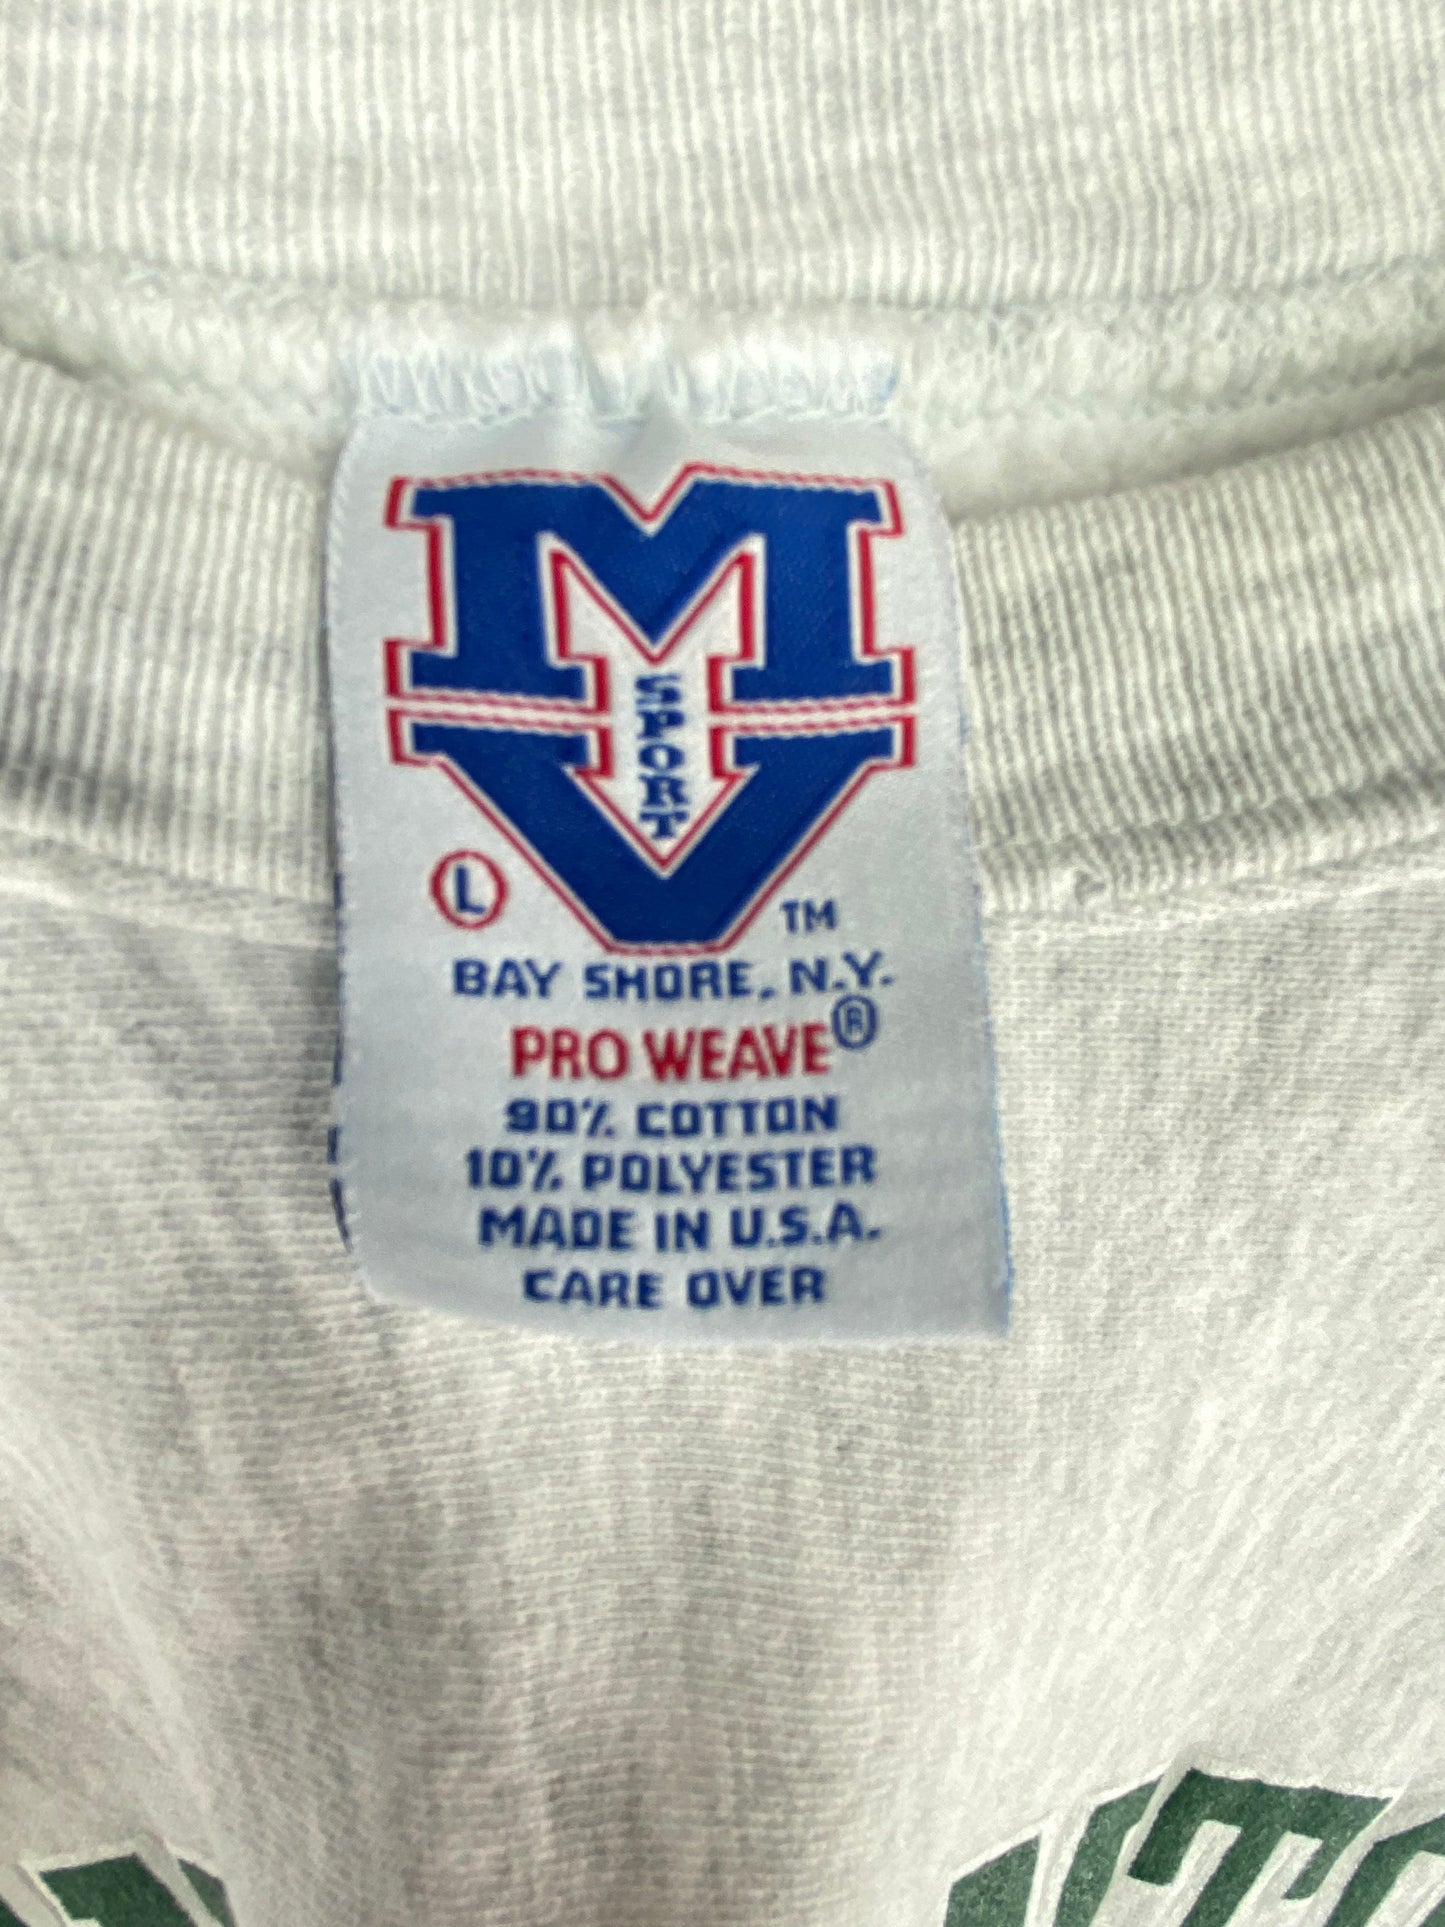 MV
SPORT
L
TM
BAY SHORE, N.Y.
PRO WEAVE®
90% COTTON
10% POLYESTER
MADE IN U.S.A.
CARE OVER